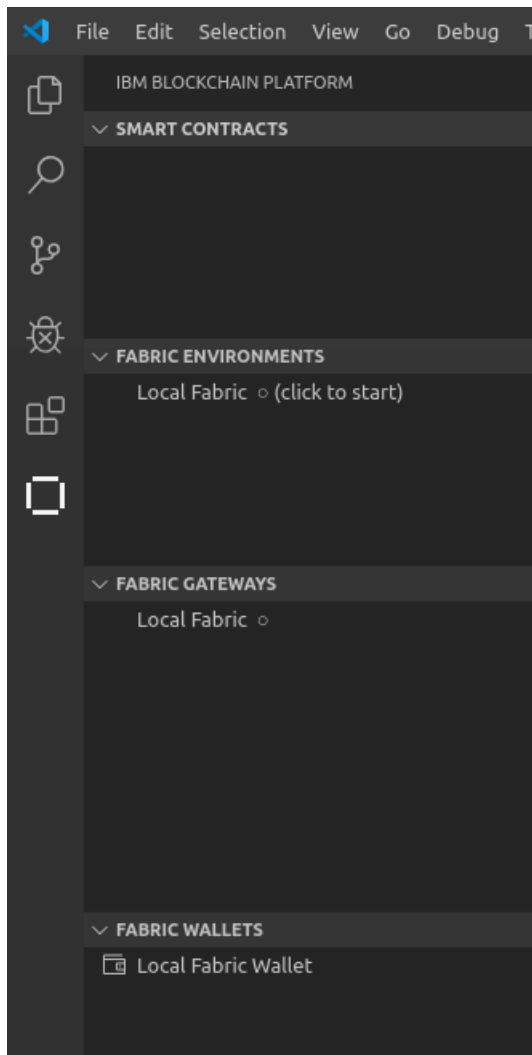 File Edit Selection View Go Debug
IBM BLOCKCHAIN PLATFORM
SMART CONTRACTS
FABRIC ENVIRONMENTS
Local Fabric ○ (click to start)
FABRIC GATEWAYS
Local Fabric ○
FABRIC WALLETS
Local Fabric Wallet